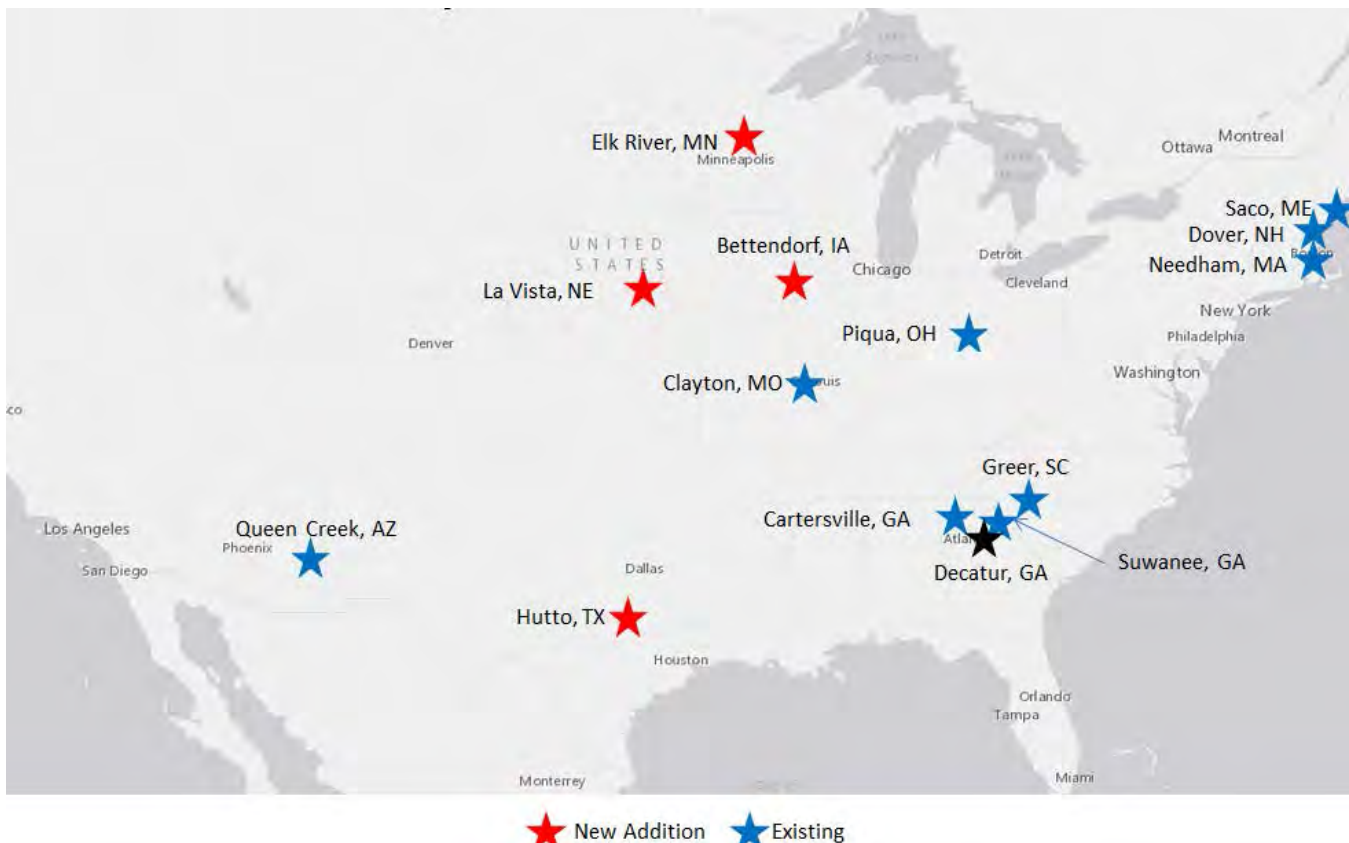 Elk River, MN
Minneapolis
Montreal
Ottawa
Saco, ME
Dover, NH
Needham, MA
UNITED
STATES
Bettendorf, IA
La Vista, NE
Chicago
Detroit
Cleveland
New York
Philadelphia
Piqua, OH
Denver
Washington
Clayton, MO
uis
co
Greer, SC
Cartersville, GA
Los Angeles
Queen Creek, AZ
Phoenix
Suwanee, GA
San Diego
Dallas
Decatur, GA
Hutto, TX
Houston
Orlando
Tampa
Monterrey
Miami
New Addition
Existing